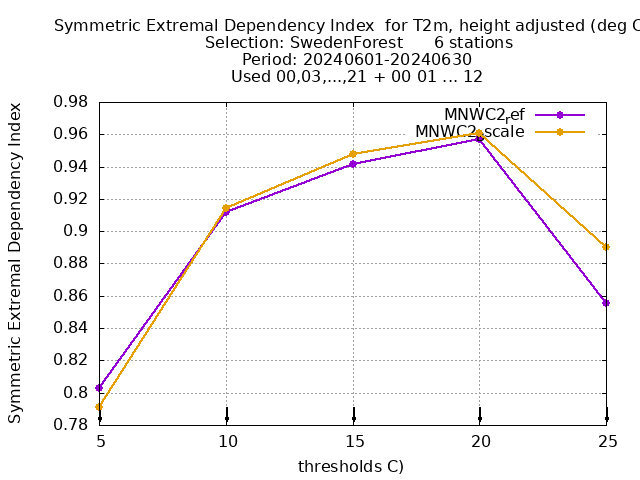 Symmetric Extremal Dependency Index for T2m, height adjusted (deg C
Selection: SwedenForest 6 stations
Period: 20240601-20240630
Used 00,03,...,21 + 00 01 ... 12
MNWC2_ref
MNWC2_scale
Symmetric Extremal Dependency Index
0.98
0.96
0.94
0.92
0.9
0.88
0.86
0.84
0.82
0.8
0.78
5 10 15 20 25
thresholds C)